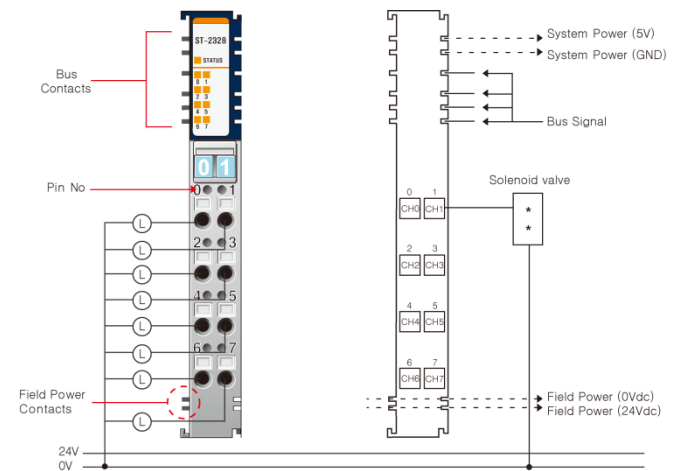 ST-2328
STATUS
0 1
2 3
4 5
6 7
Bus
Contacts
01
Pin No
0 1
L
L
2 3
L
L
4 5
L
L
6 7
L
Field Power
Contacts
24V
0V
System Power (5V)
System Power (GND)
Bus Signal
Solenoid valve
0 1
CH0 CH1
*
*
2 3
CH2 CH3
4 5
CH4 CH5
6 7
CH6 CH7
Field Power (0Vdc)
Field Power (24Vdc)